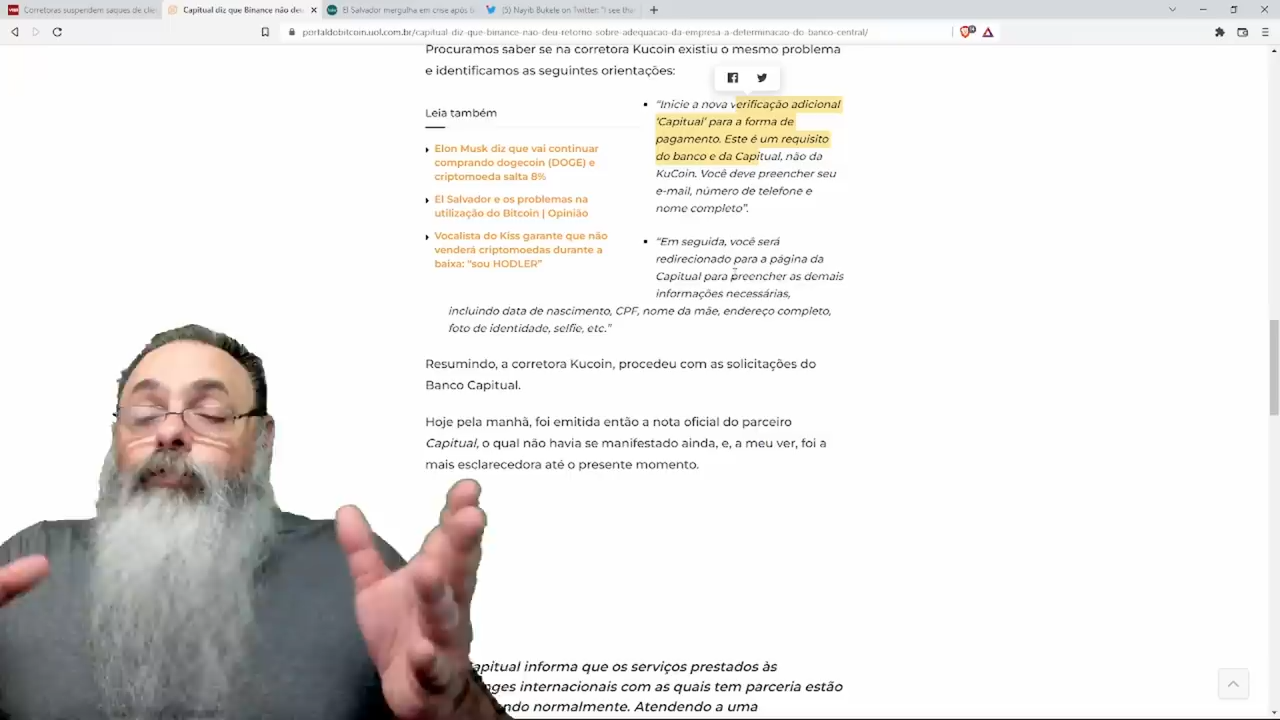 Corretoras suspendem saques de clie
Capitual diz que Binance não deu
El Salvador mergulha em crise após b
(5) Nayib Bukele on Twitter: "I see tha
portaldobitcoin.uol.com.br/capitual-diz-que-binance-nao-deu-retorno-sobre-adequacao-da-empresa-a-determinacao-do-banco-central/
Procuramos saber se na corretora Kucoin existiu o mesmo problema
e identificamos as seguintes orientações:
Leia também
Elon Musk diz que vai continuar
comprando dogecoin (DOGE) e
criptomoeda salta 8%
El Salvador e os problemas na
utilização do Bitcoin | Opinião
Vocalista do Kiss garante que não
venderá criptomoedas durante a
baixa: "sou HODLER"
"Inicie a nova verificação adicional
'Capitual' para a forma de
pagamento. Este é um requisito
do banco e da Capitual, não da
KuCoin. Você deve preencher seu
e-mail, número de telefone e
nome completo".
"Em seguida, você será
redirecionado para a página da
Capitual para preencher as demais
informações necessárias,
incluindo data de nascimento, CPF, nome da mãe, endereço completo,
foto de identidade, selfie, etc."
Resumindo, a corretora Kucoin, procedeu com as solicitações do
Banco Capitual.
Hoje pela manhã, foi emitida então a nota oficial do parceiro
Capitual, o qual não havia se manifestado ainda, e, a meu ver, foi a
mais esclarecedora até o presente momento.
apitual informa que os serviços prestados às
nges internacionais com as quais tem parceria estão
ndo normalmente. Atendendo a uma